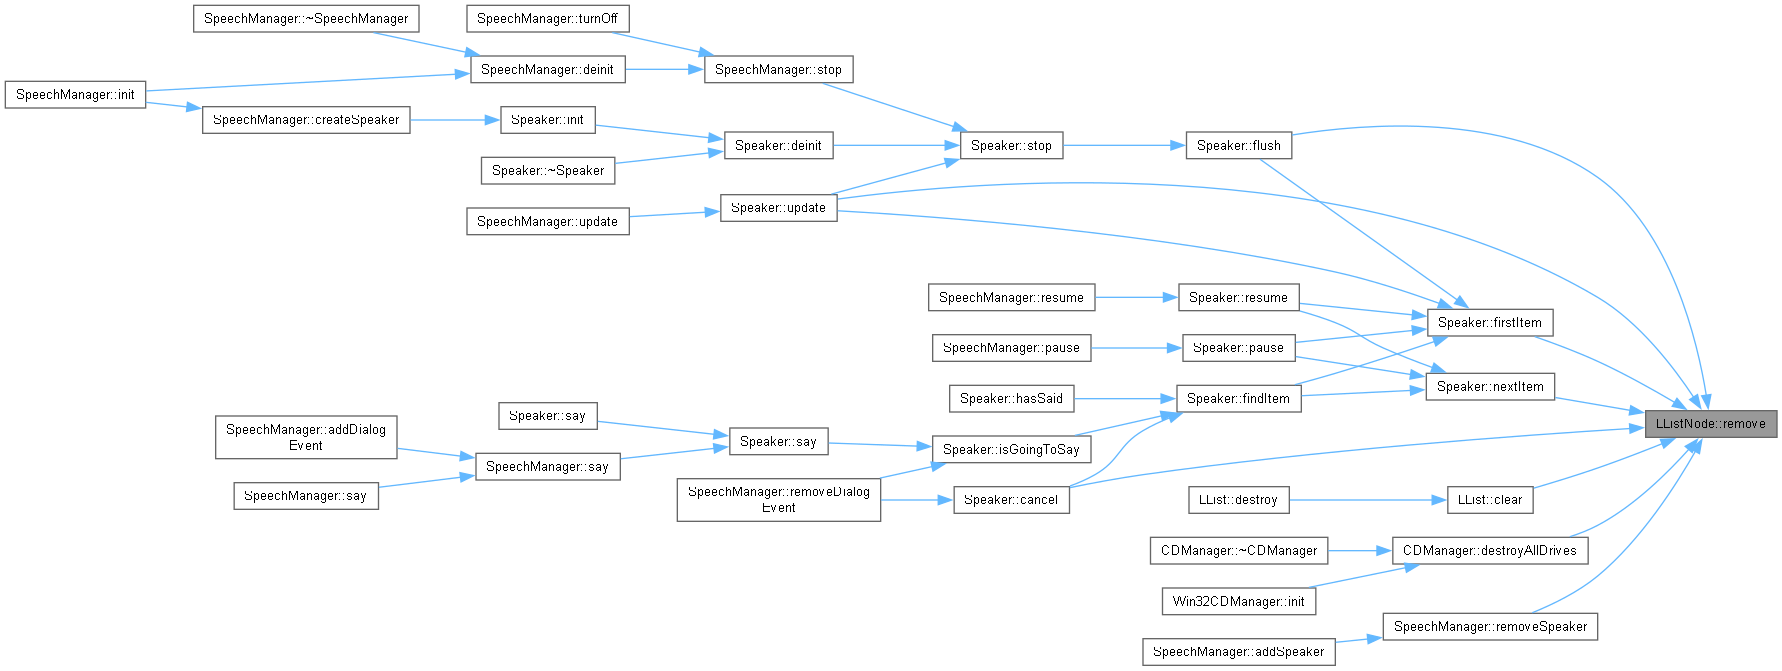 SpeechManager::~SpeechManager
SpeechManager::turnOff
SpeechManager::deinit
SpeechManager::stop
SpeechManager::init
SpeechManager::createSpeaker
Speaker::init
Speaker::deinit
Speaker::stop
Speaker::flush
Speaker::~Speaker
Speaker::update
SpeechManager::update
SpeechManager::resume
Speaker::resume
Speaker::firstItem
SpeechManager::pause
Speaker::pause
Speaker::nextItem
Speaker::hasSaid
Speaker::findItem
LListNode::remove
Speaker::say
SpeechManager::addDialog
Event
Speaker::say
Speaker::isGoingToSay
SpeechManager::say
SpeechManager::say
SpeechManager::removeDialog
Event
Speaker::cancel
LList::destroy
LList::clear
CDManager::~CDManager
CDManager::destroyAllDrives
Win32CDManager::init
SpeechManager::removeSpeaker
SpeechManager::addSpeaker